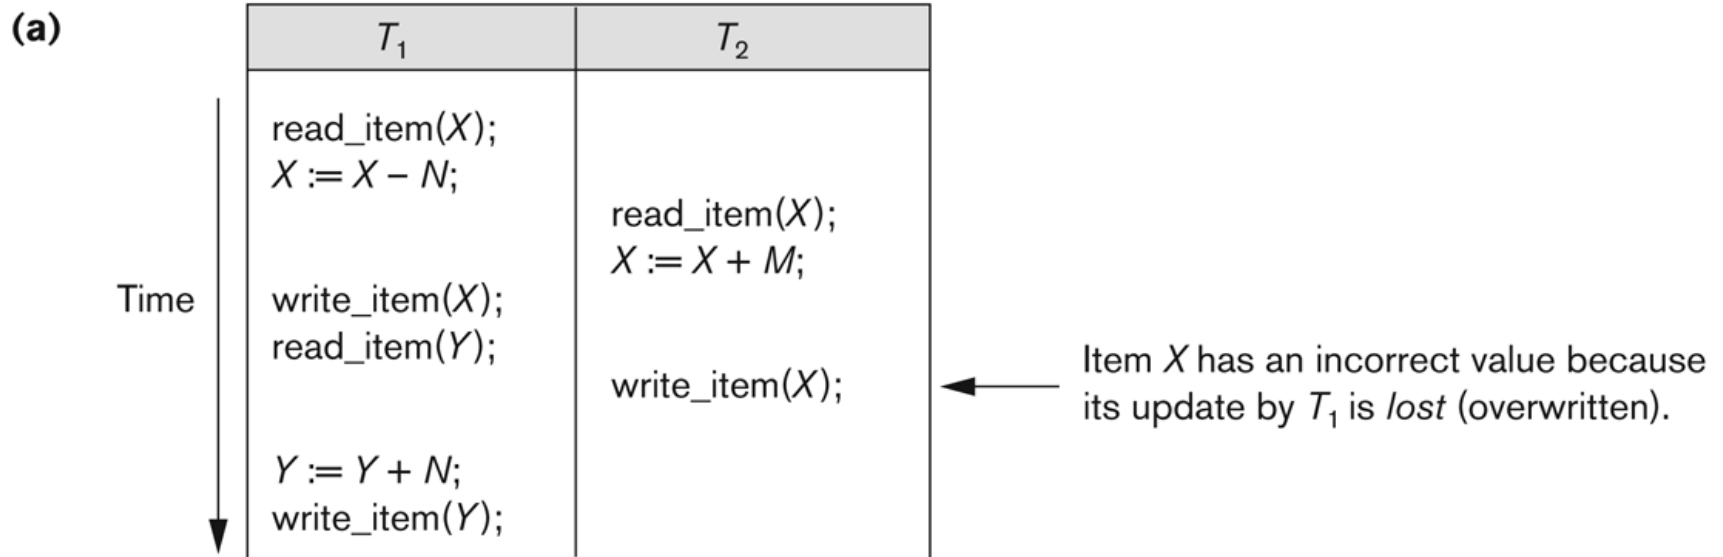 (a)
T₁ T₂
read_item(X);
X := X – N;
read_item(X);
X := X + M;
Time
write_item(X);
read_item(Y);
write_item(X);
Item X has an incorrect value because
its update by T₁ is lost (overwritten).
Y := Y + N;
write_item(Y);